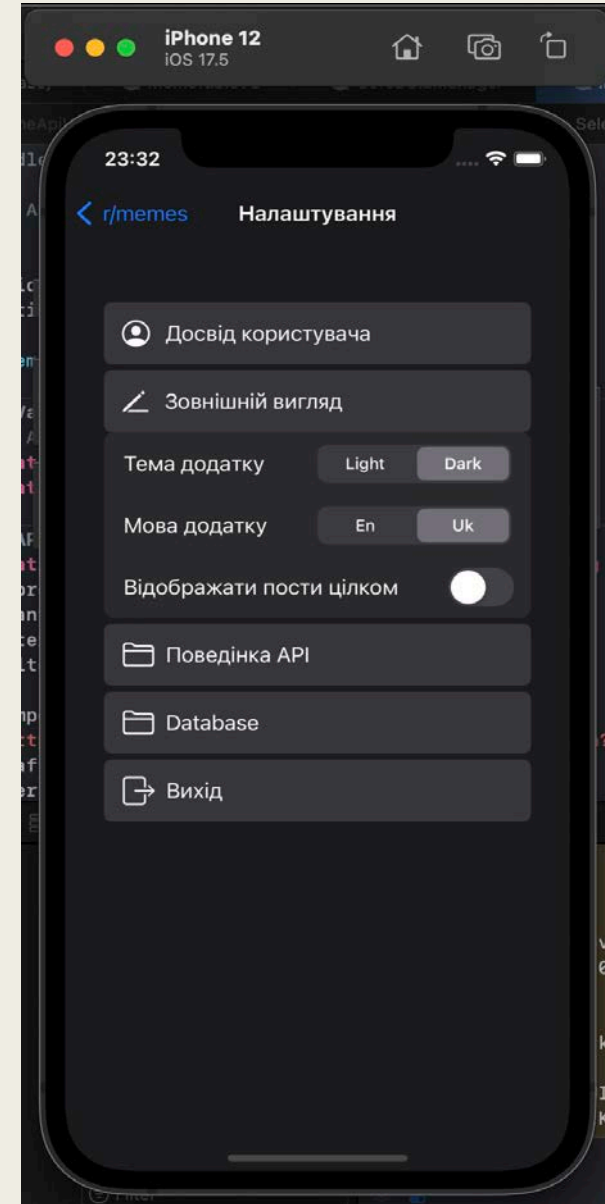 iPhone 12
iOS 17.5
23:32
r/memes
Налаштування
Досвід користувача
Зовнішній вигляд
Тема додатку Light Dark
Мова додатку En Uk
Відображати пости цілком
Поведінка API
Database
Вихід
Filter